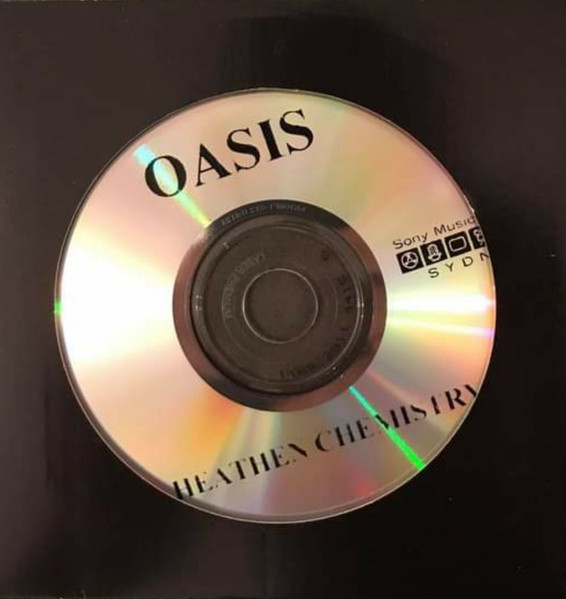 OASIS
Sony Music
SYDN
HEATHEN CHEMISTRY